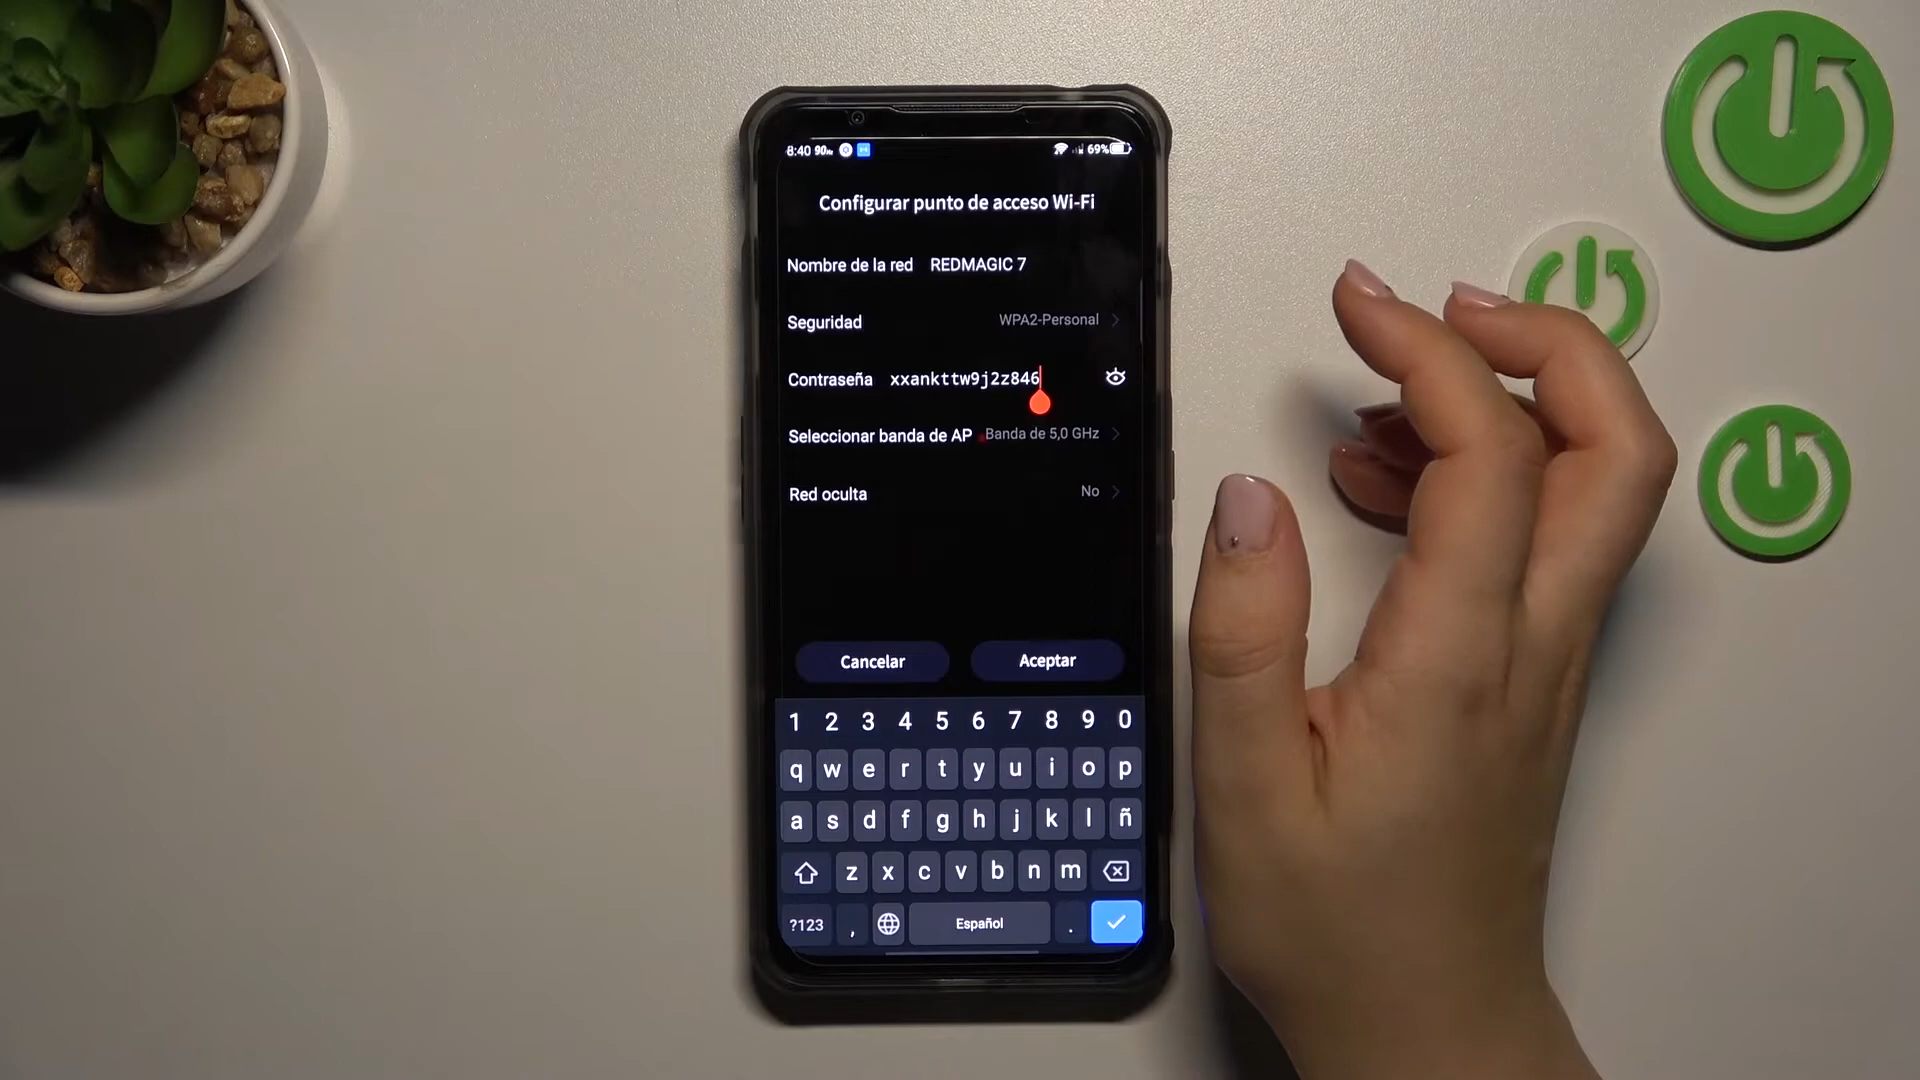 8:40 90Hz 69%
Configurar punto de acceso Wi-Fi
Nombre de la red REDMAGIC 7
Seguridad WPA2-Personal
Contraseña xxankttw9j2z846
Seleccionar banda de AP Banda de 5,0 GHz
Red oculta No
Cancelar Aceptar
1 2 3 4 5 6 7 8 9 0
q w e r t y u i o p
a s d f g h j k l ñ
z x c v b n m
?123 , Español .